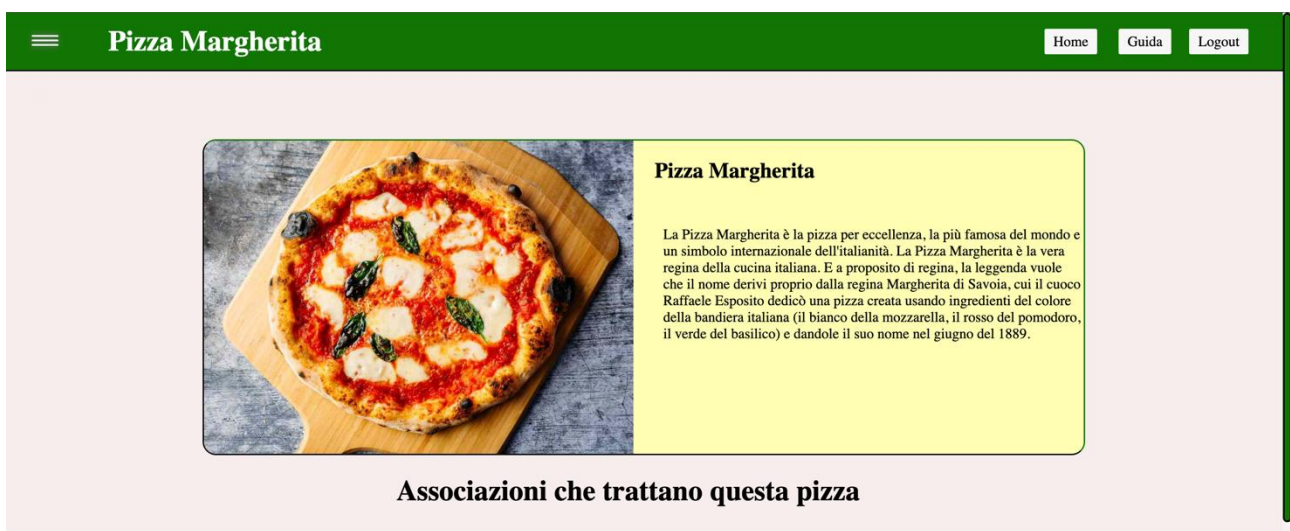 Pizza Margherita
Home
Guida
Logout
Pizza Margherita
La Pizza Margherita è la pizza per eccellenza, la più famosa del mondo e
un simbolo internazionale dell'italianità. La Pizza Margherita è la vera
regina della cucina italiana. E a proposito di regina, la leggenda vuole
che il nome derivi proprio dalla regina Margherita di Savoia, cui il cuoco
Raffaele Esposito dedicò una pizza creata usando ingredienti del colore
della bandiera italiana (il bianco della mozzarella, il rosso del pomodoro,
il verde del basilico) e dandole il suo nome nel giugno del 1889.
Associazioni che trattano questa pizza